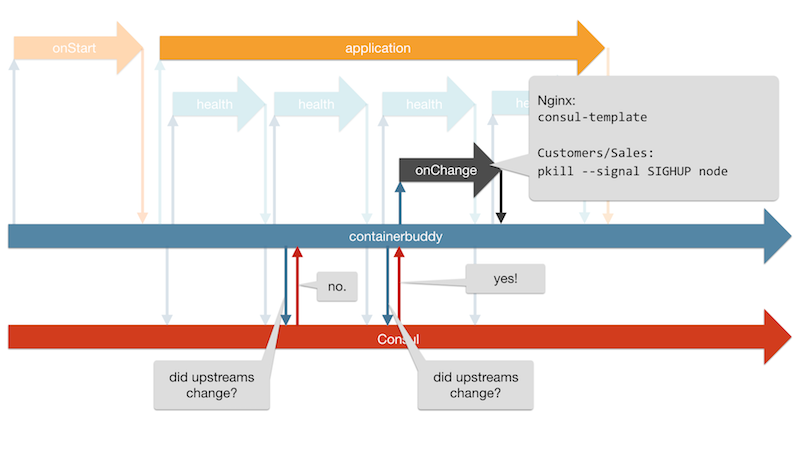 onStart
application
health
health
health
he
Nginx:
consul-template
Customers/Sales:
pkill --signal SIGHUP node
onChange
containerbuddy
no.
yes!
Consul
did upstreams
change?
did upstreams
change?